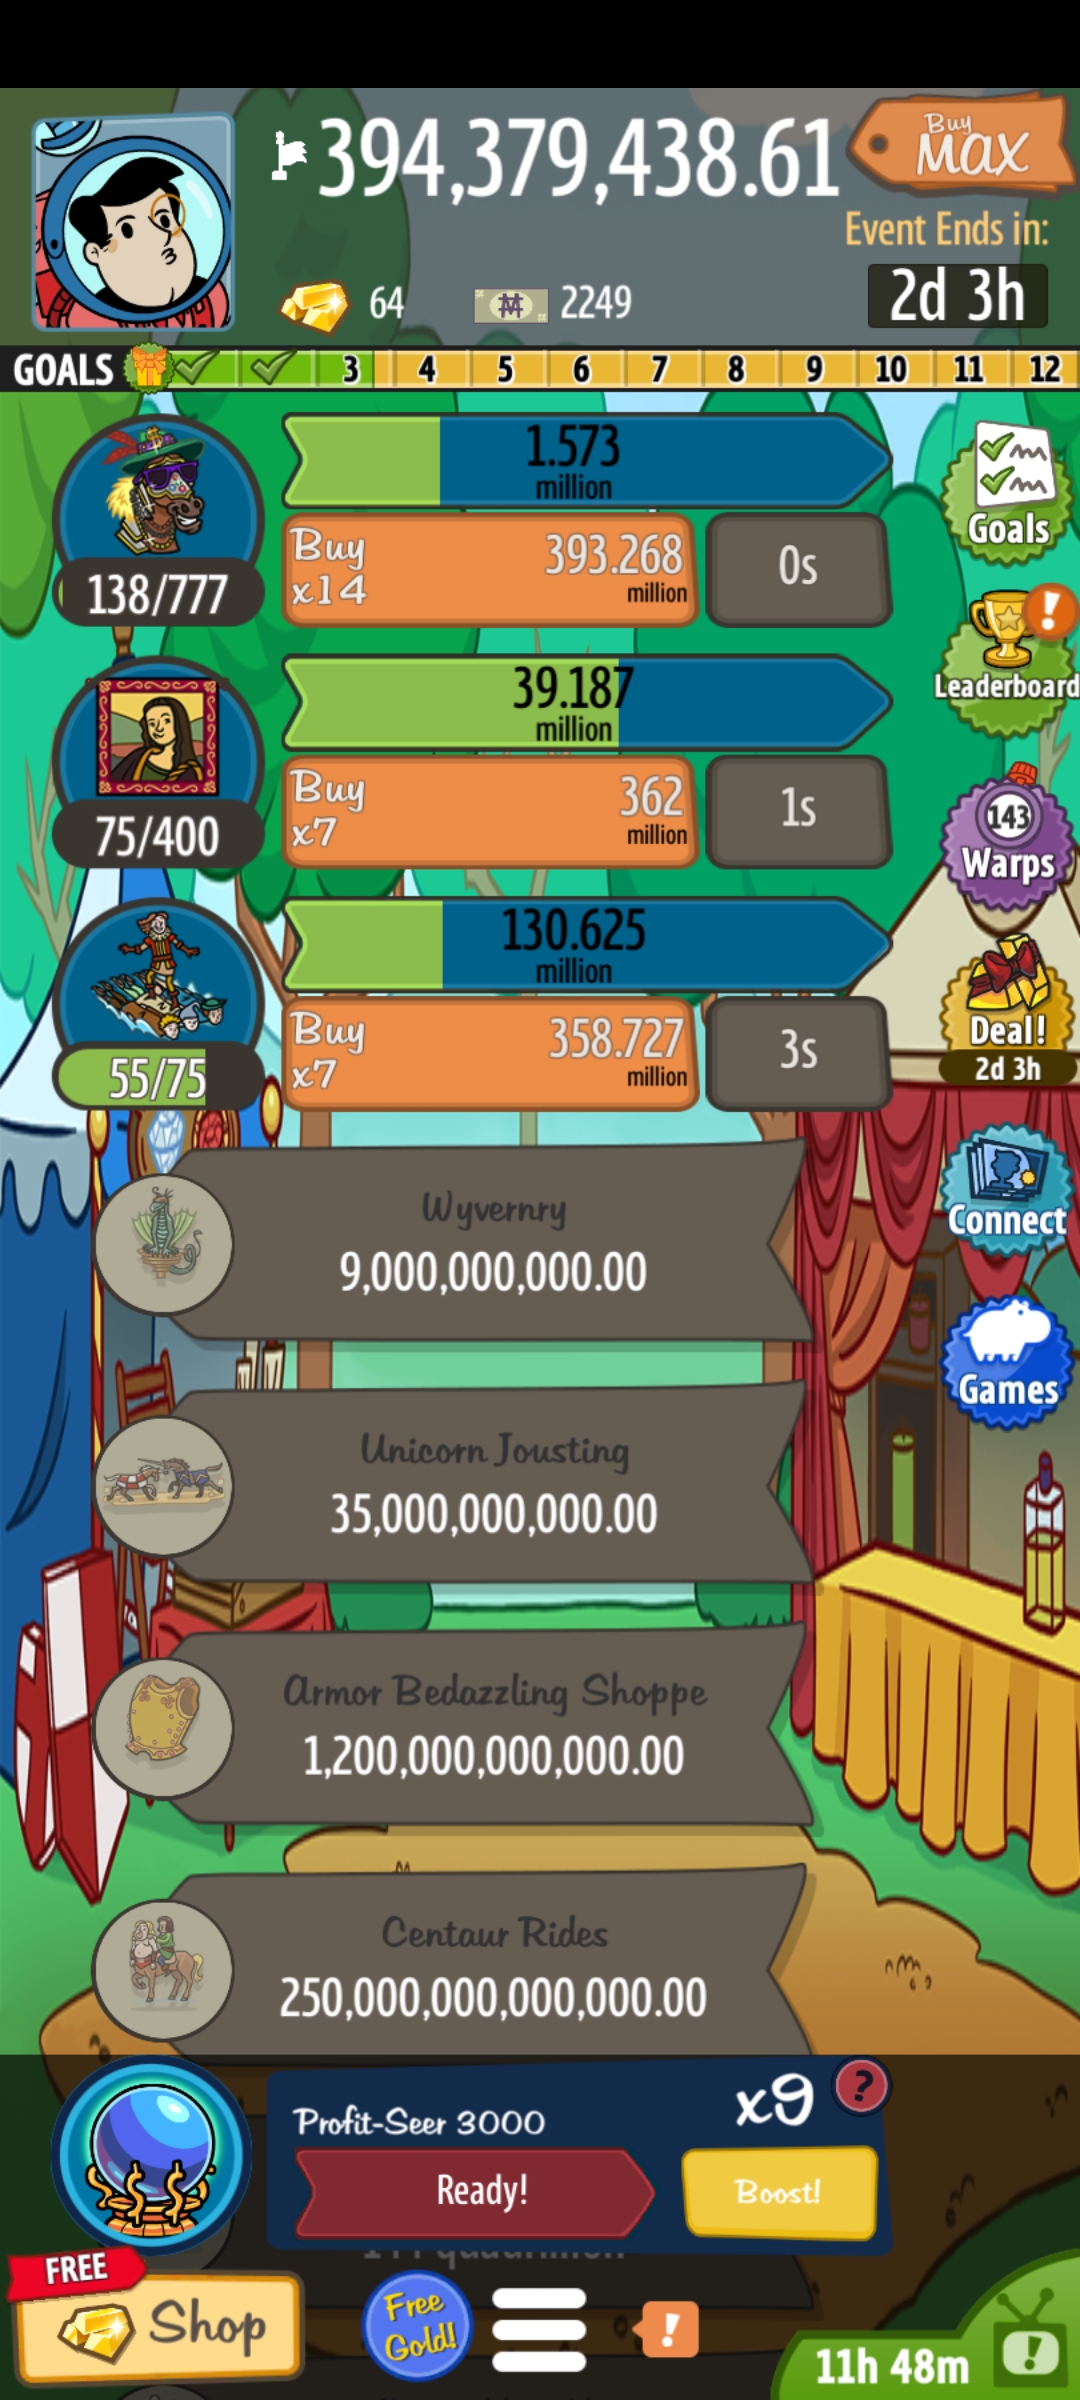 394,379,438.61
Buy
MAX
Event Ends in:
64
2249
2d 3h
GOALS
3 4 5 6 7 8 9 10 11 12
1.573
million
Buy
x14
393.268
million
0s
138/777
Goals
39.187
million
Leaderboard
Buy
x7
362
million
1s
75/400
143
Warps
130.625
million
Buy
x7
358.727
million
3s
55/75
Deal!
2d 3h
Wyvernry
9,000,000,000.00
Connect
Unicorn Jousting
35,000,000,000.00
Games
Armor Bedazzling Shoppe
1,200,000,000,000.00
Centaur Rides
250,000,000,000,000.00
Profit-Seer 3000
x9
?
Ready!
Boost!
FREE
Shop
Free
Gold!
!
11h 48m
!